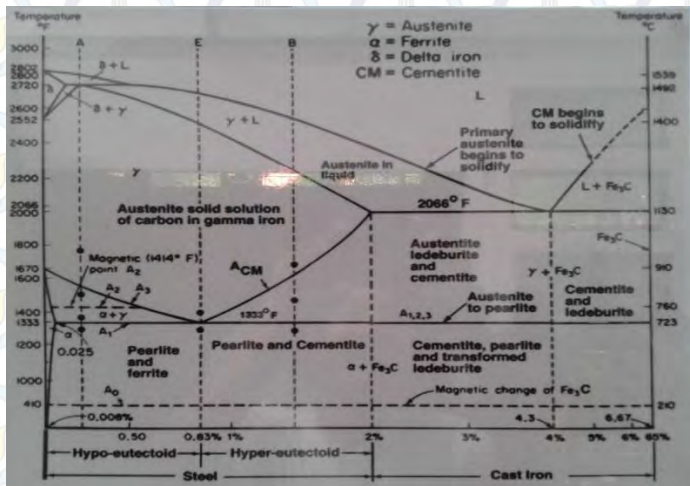 Temperature
°F
Temperature
°C
γ = Austenite
α = Ferrite
δ = Delta iron
CM = Cementite
A
E
B
3000
2802
2800
2720
2600
2552
2400
2200
2066
2000
1800
1670
1600
1400
1333
1200
1000
410
δ + L
δ
δ + γ
γ + L
L
1539
1492
1400
CM begins
to solidify
Primary
austenite
begins to
solidify
Austenite in
liquid
γ
L + Fe₃C
2066° F
1130
Austenite solid solution
of carbon in gamma iron
Austentite
ledeburite
and
cementite
Fe₃C
Magnetic (1414° F)
point A₂
A CM
γ + Fe₃C
910
A₂
A₃
α+γ
1333° F
Austenite
to pearlite
Cementite
and
ledeburite
760
α
A₁
A1,2,3
723
0.025
Pearlite
and
ferrite
Pearlite and Cementite
Cementite, pearlite
and transformed
ledeburite
α + Fe₃C
A₀
Magnetic change of Fe₃C
210
0.008%
4.3
6.67
0.50
0.83%
1%
2%
3%
4%
5%
6%
65%
Hypo-eutectoid
Hyper-eutectoid
Steel
Cast Iron